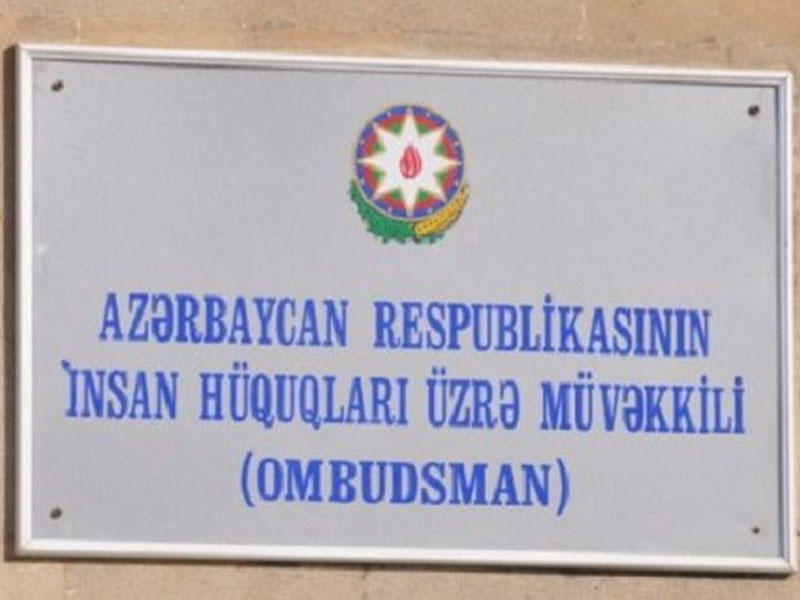 AZƏRBAYCAN RESPUBLİKASININ
İNSAN HÜQUQLARI ÜZRƏ MÜVƏKKİLİ
(OMBUDSMAN)